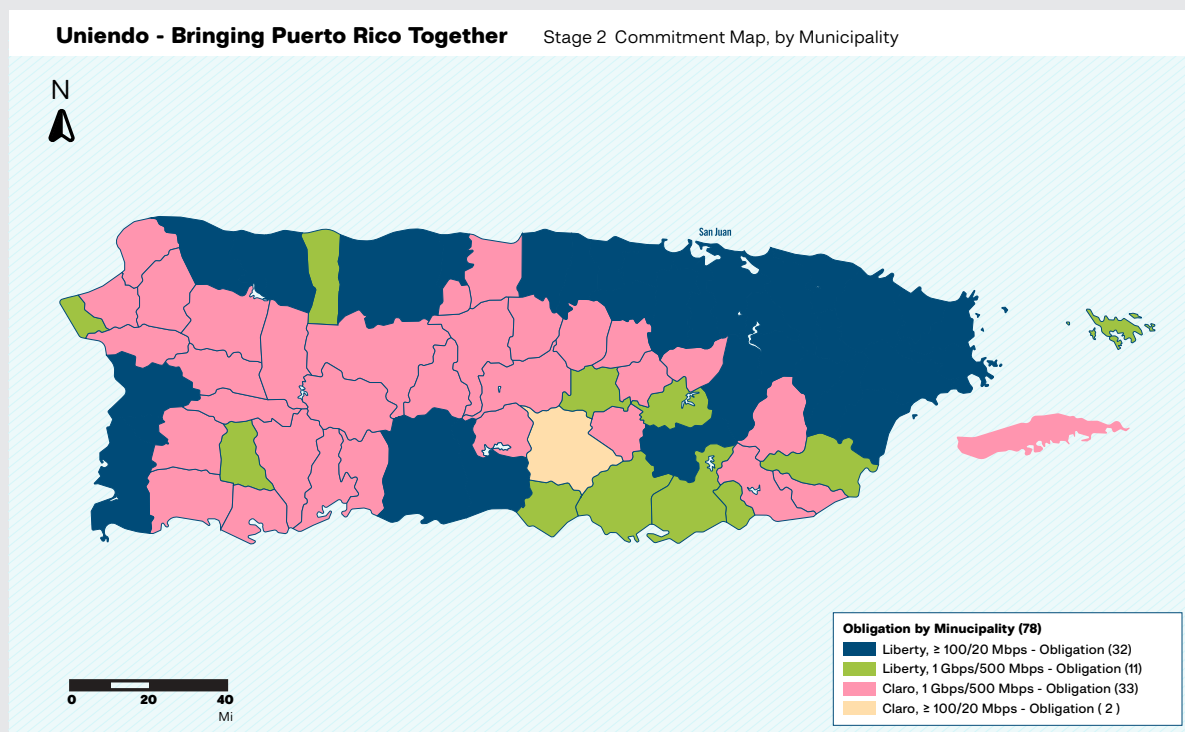 Uniendo - Bringing Puerto Rico Together Stage 2 Commitment Map, by Municipality
N
San Juan
Obligation by Minucipality (78)
Liberty, ≥ 100/20 Mbps - Obligation (32)
Liberty, 1 Gbps/500 Mbps - Obligation (11)
Claro, 1 Gbps/500 Mbps - Obligation (33)
Claro, ≥ 100/20 Mbps - Obligation ( 2 )
0 20 40
Mi